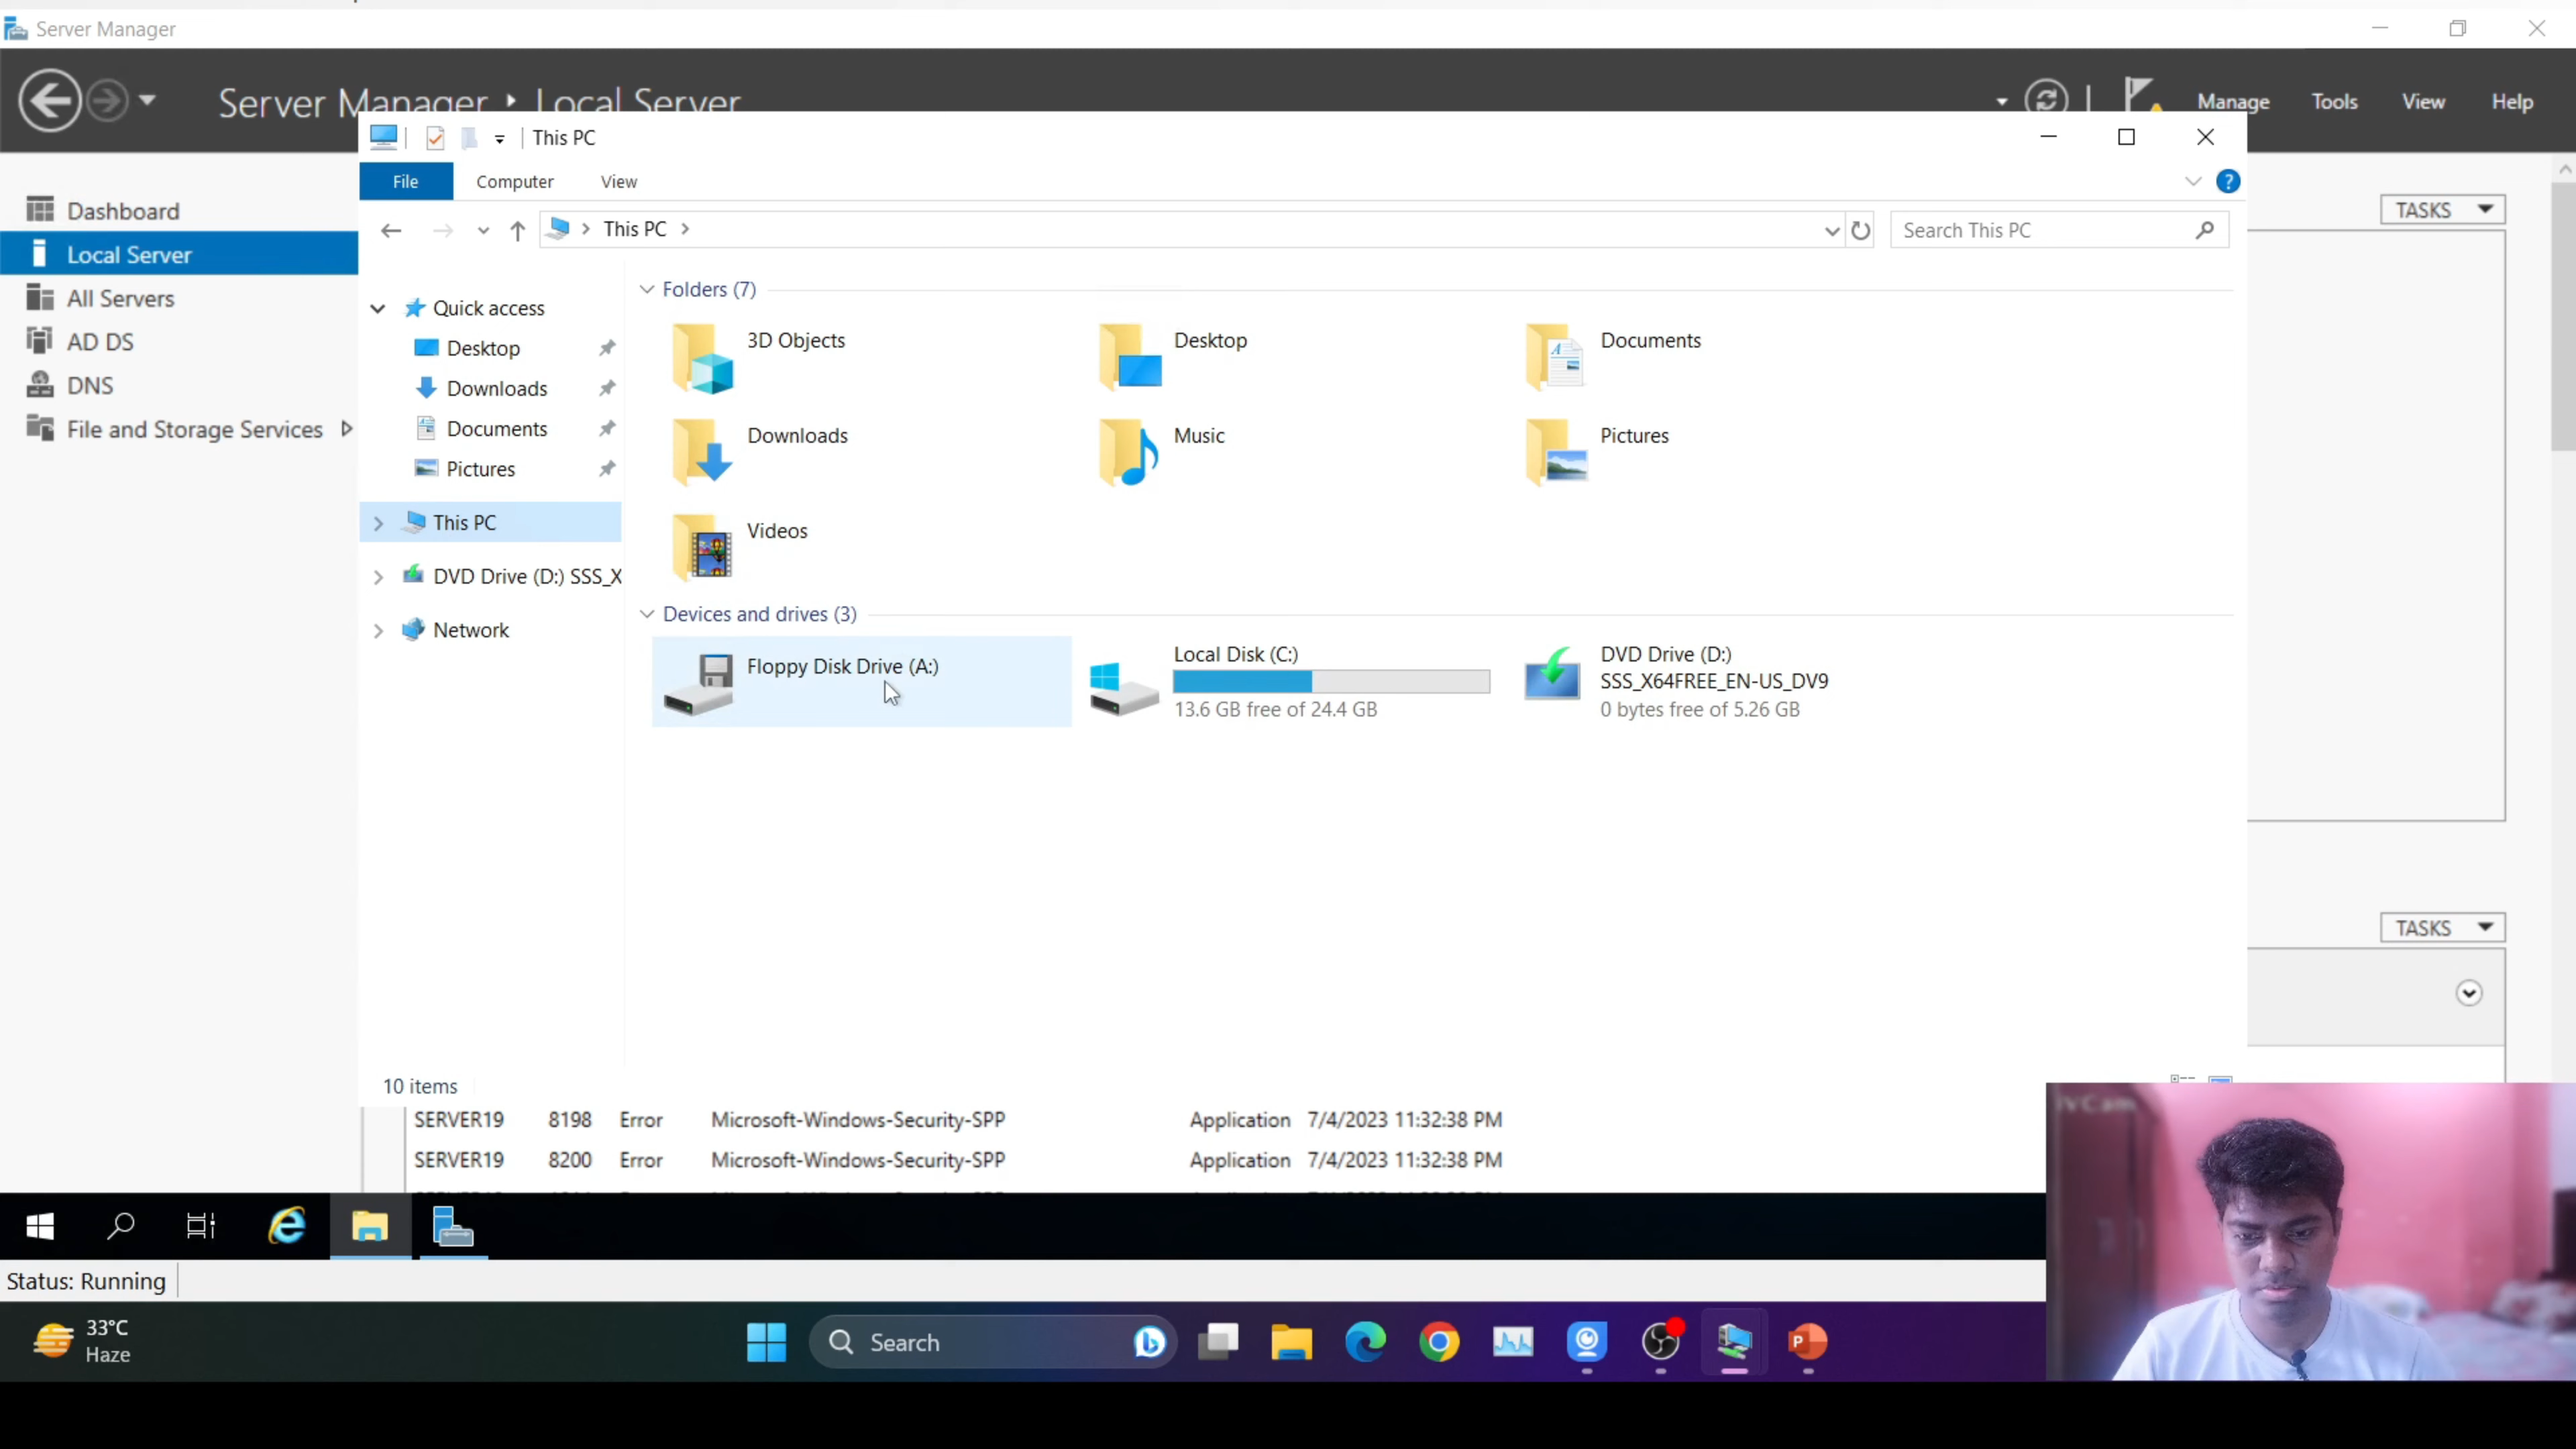 Server Manager
Server Manager ‣ Local Server
Manage Tools View Help
This PC
File Computer View
This PC
Search This PC
Dashboard
Local Server
All Servers
AD DS
DNS
File and Storage Services
TASKS
Quick access
Desktop
Downloads
Documents
Pictures
This PC
DVD Drive (D:) SSS_X
Network
Folders (7)
3D Objects
Desktop
Documents
Downloads
Music
Pictures
Videos
Devices and drives (3)
Floppy Disk Drive (A:)
Local Disk (C:)
13.6 GB free of 24.4 GB
DVD Drive (D:)
SSS_X64FREE_EN-US_DV9
0 bytes free of 5.26 GB
TASKS
10 items
SERVER19 8198 Error Microsoft-Windows-Security-SPP Application 7/4/2023 11:32:38 PM
SERVER19 8200 Error Microsoft-Windows-Security-SPP Application 7/4/2023 11:32:38 PM
Status: Running
33°C
Haze
Search